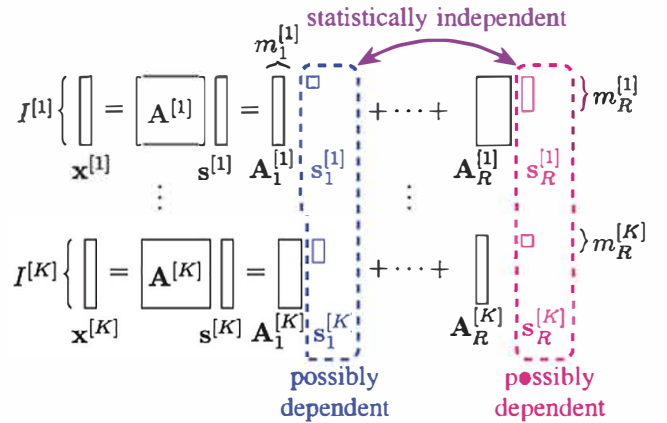 statistically independent
m_1^{[1]}
I^{[1]} { = A^{[1]} = + ··· + } m_R^{[1]}
x^{[1]} s^{[1]} A_1^{[1]} s_1^{[1]} A_R^{[1]} s_R^{[1]}
⋮ ⋮
I^{[K]} { = A^{[K]} = + ··· + } m_R^{[K]}
x^{[K]} s^{[K]} A_1^{[K]} s_1^{[K]} A_R^{[K]} s_R^{[K]}
possibly possibly
dependent dependent